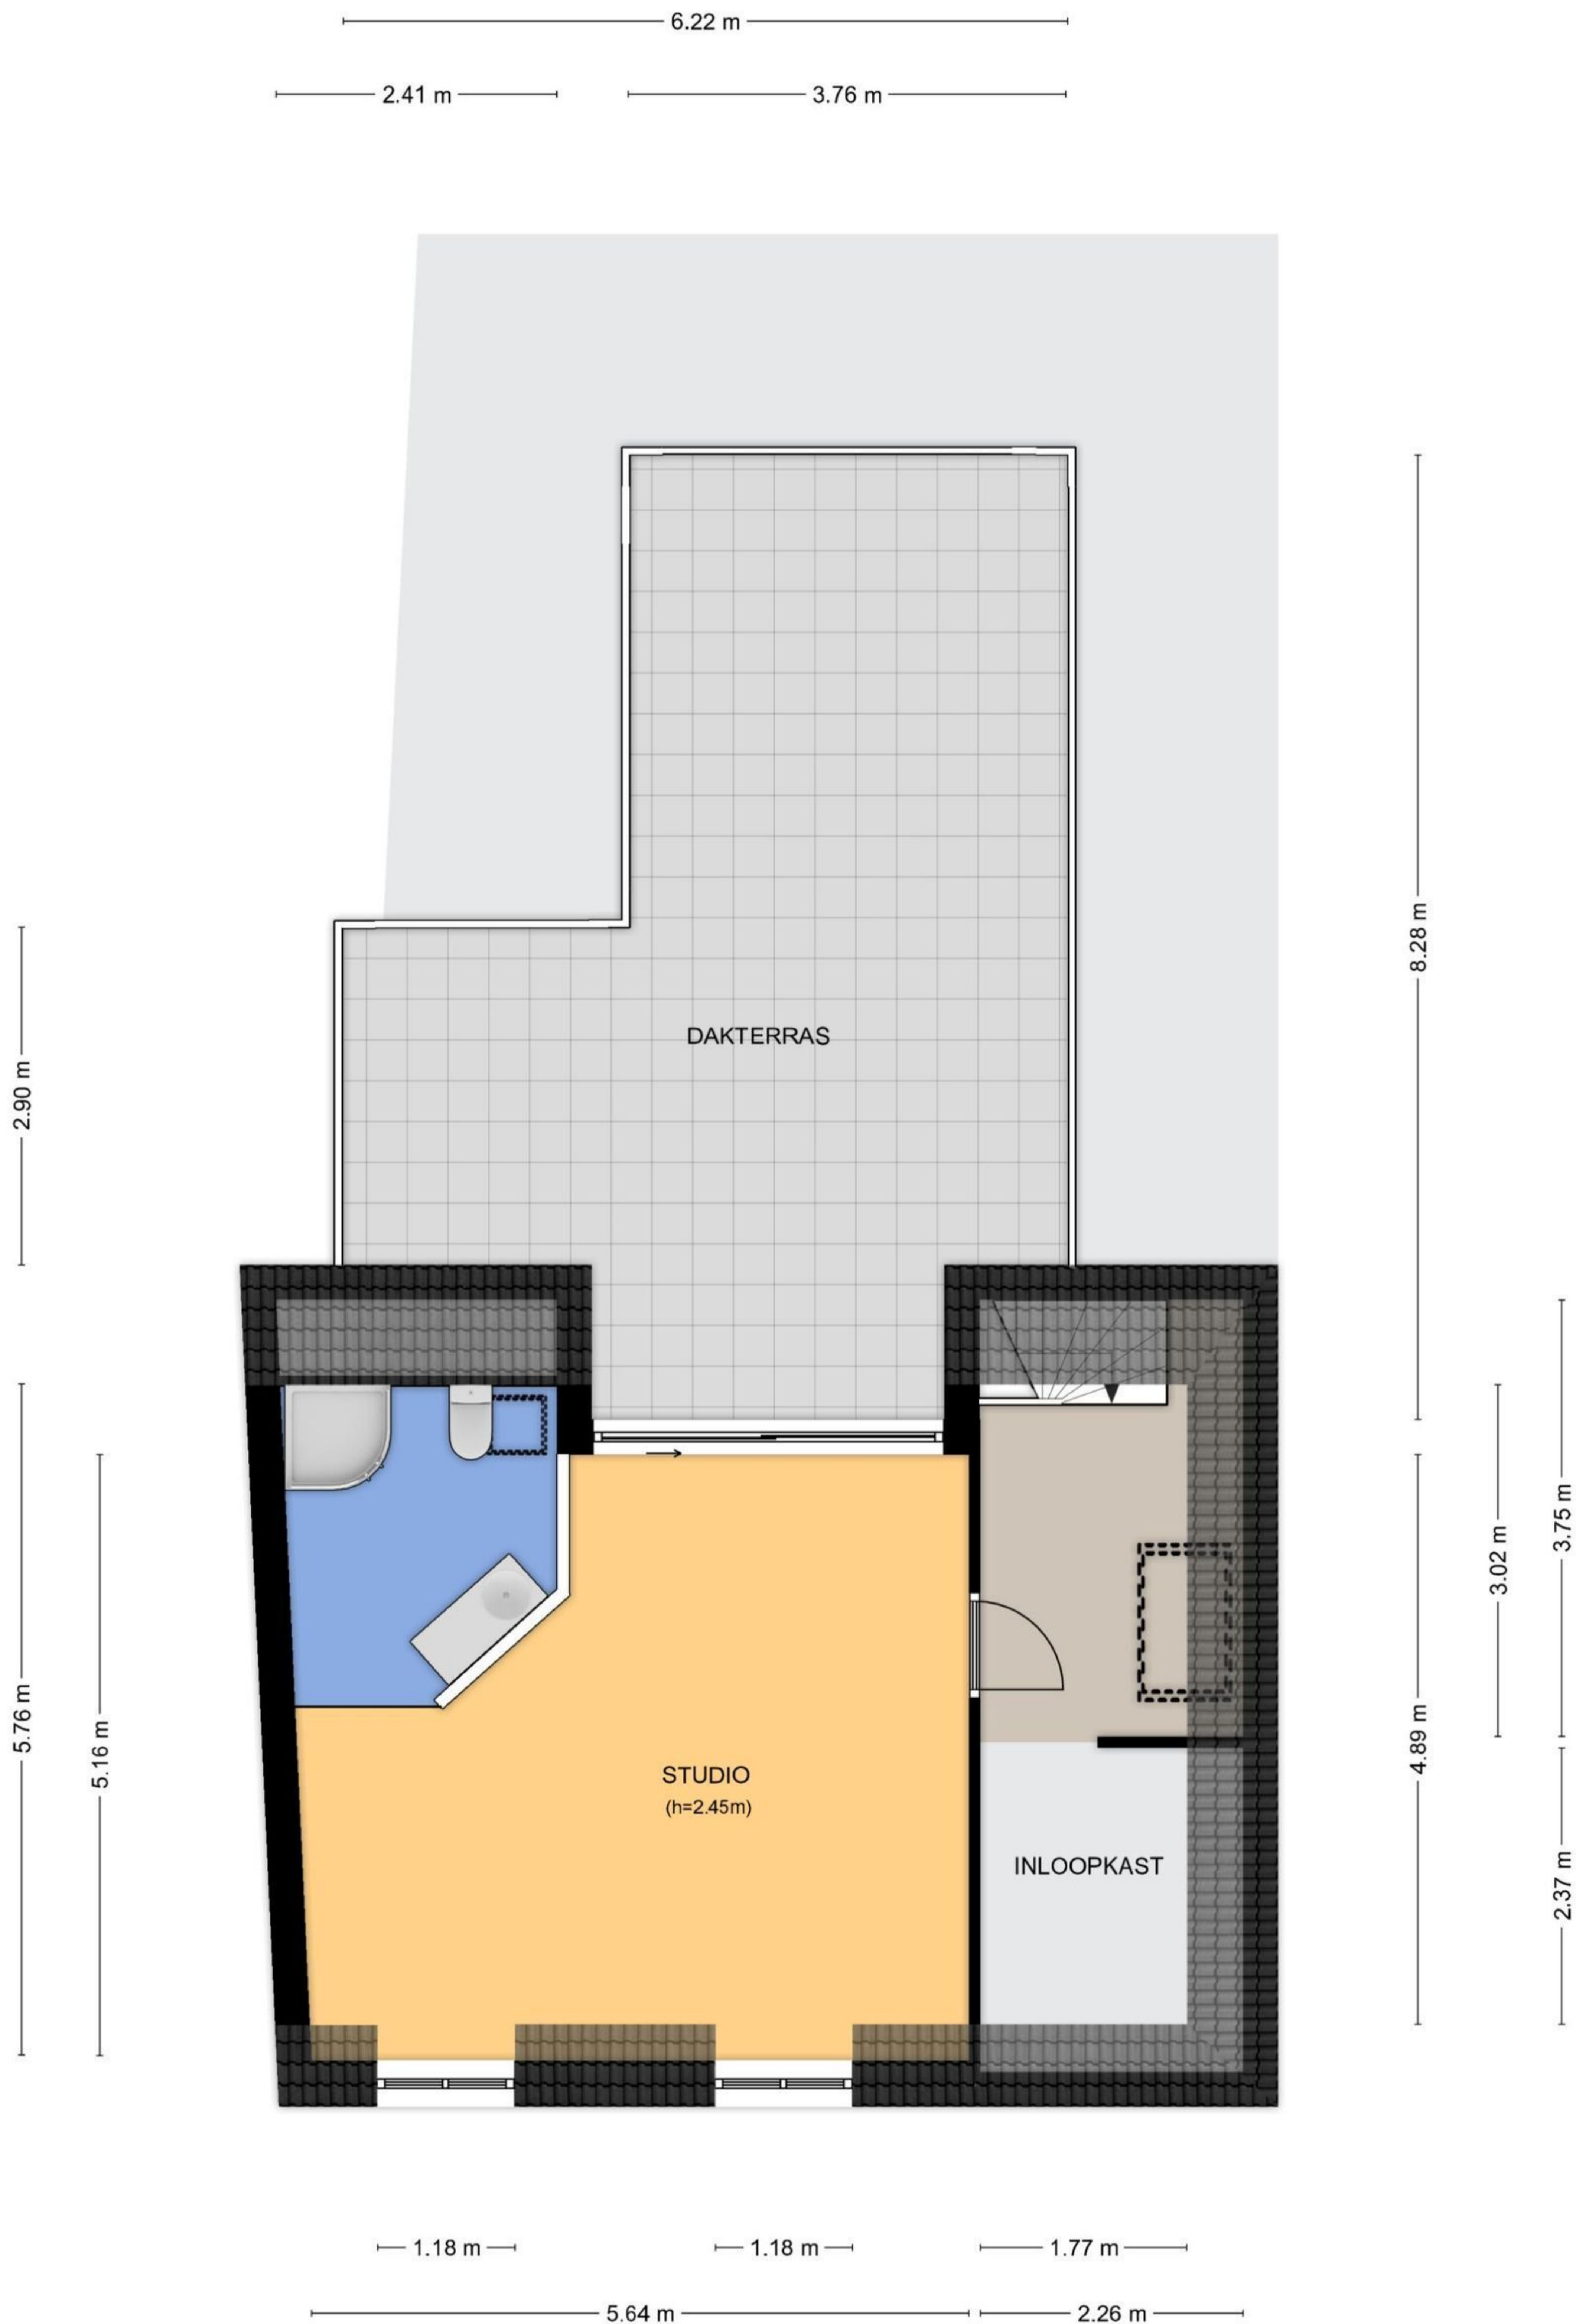 6.22 m
2.41 m
3.76 m
8.28 m
DAKTERRAS
2.90 m
3.75 m
3.02 m
5.76 m
5.16 m
4.89 m
STUDIO
(h=2.45m)
INLOOPKAST
2.37 m
1.18 m
1.18 m
1.77 m
5.64 m
2.26 m